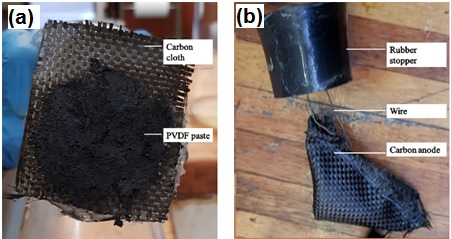 (a)
Carbon
cloth
PVDF paste
(b)
Rubber
stopper
Wire
Carbon anode